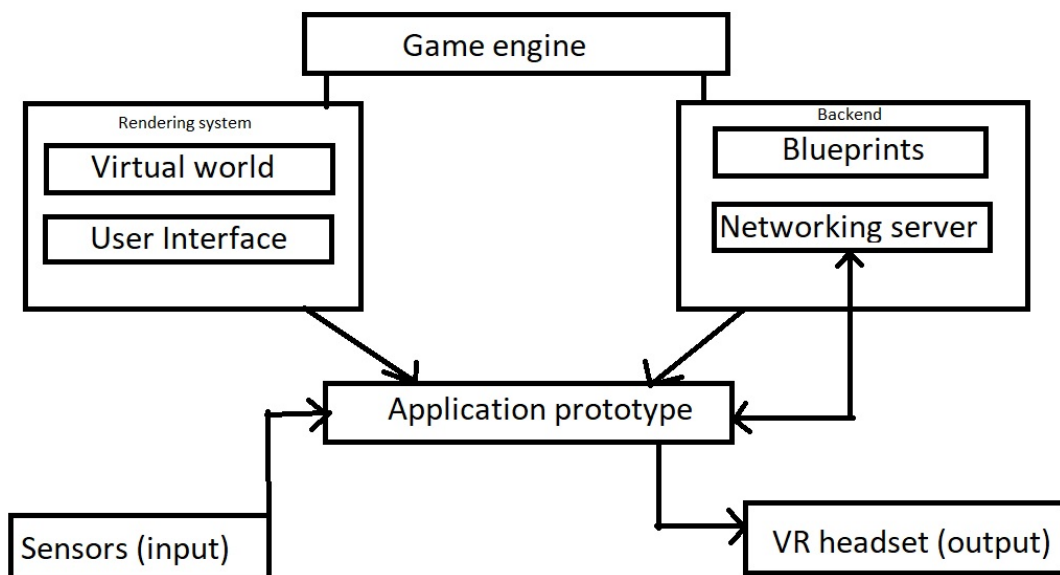 Game engine
Rendering system
Virtual world
User Interface
Backend
Blueprints
Networking server
Application prototype
Sensors (input)
VR headset (output)